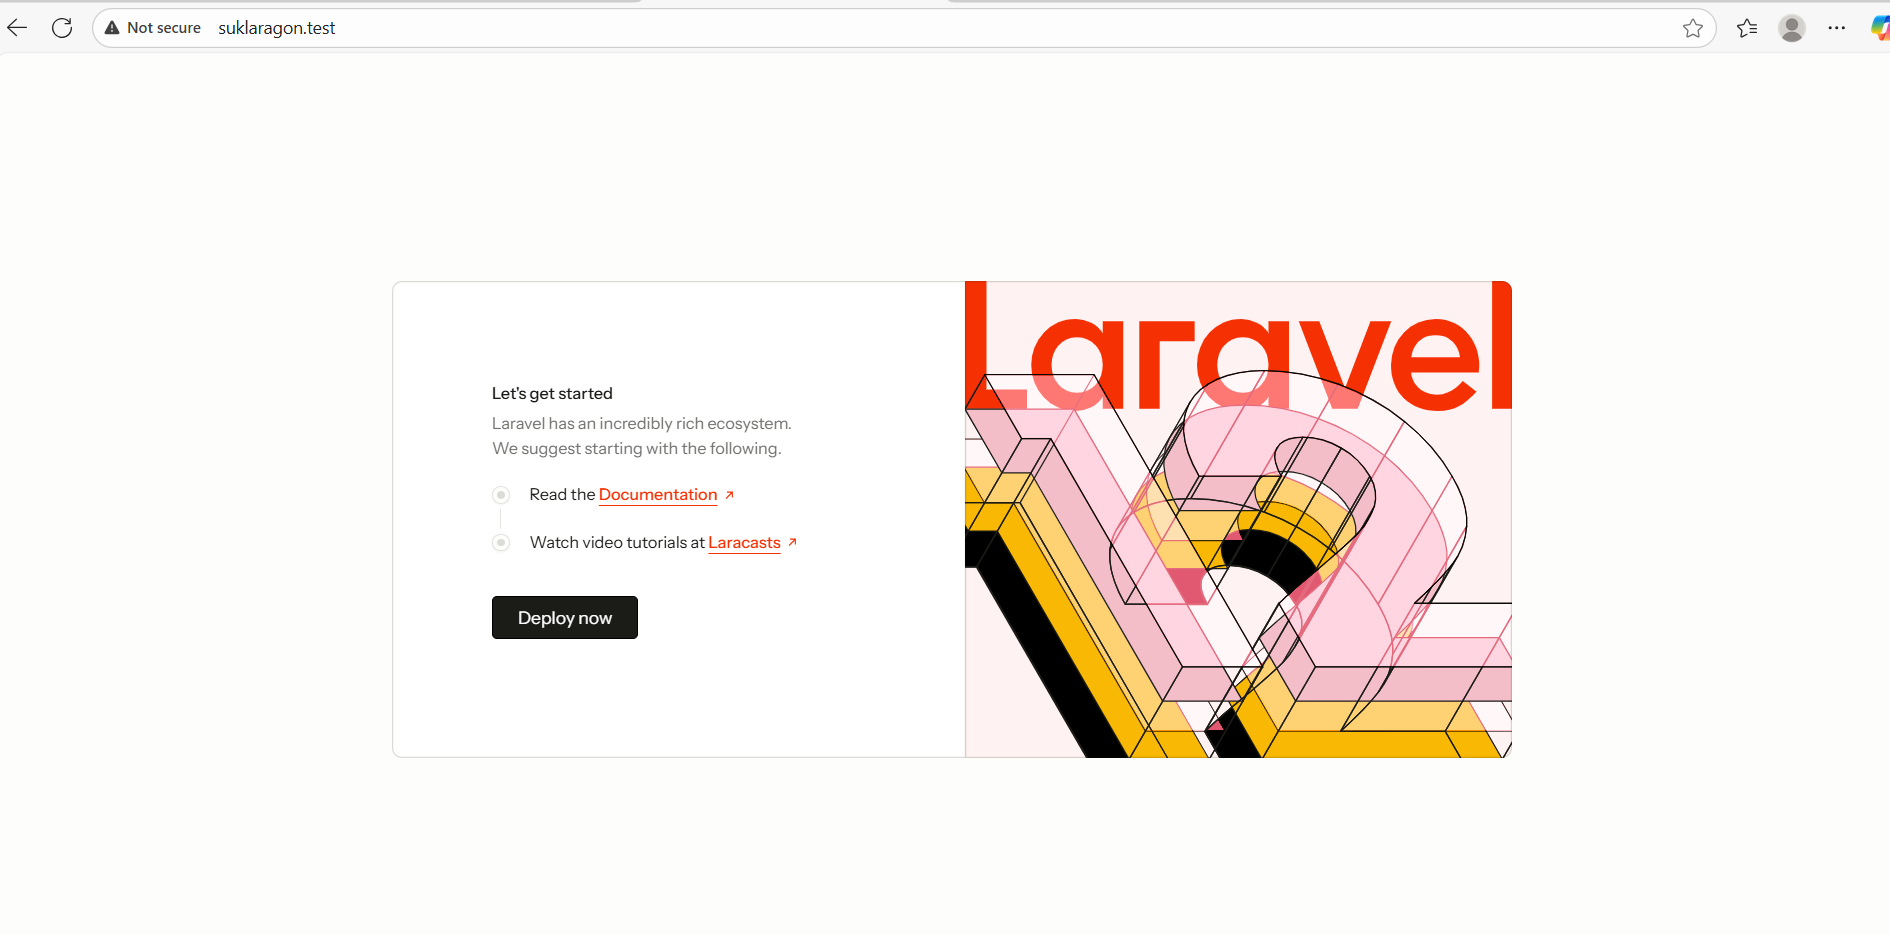 Not secure suklaragon.test
Laravel
Let's get started
Laravel has an incredibly rich ecosystem.
We suggest starting with the following.
Read the Documentation
Watch video tutorials at Laracasts
Deploy now